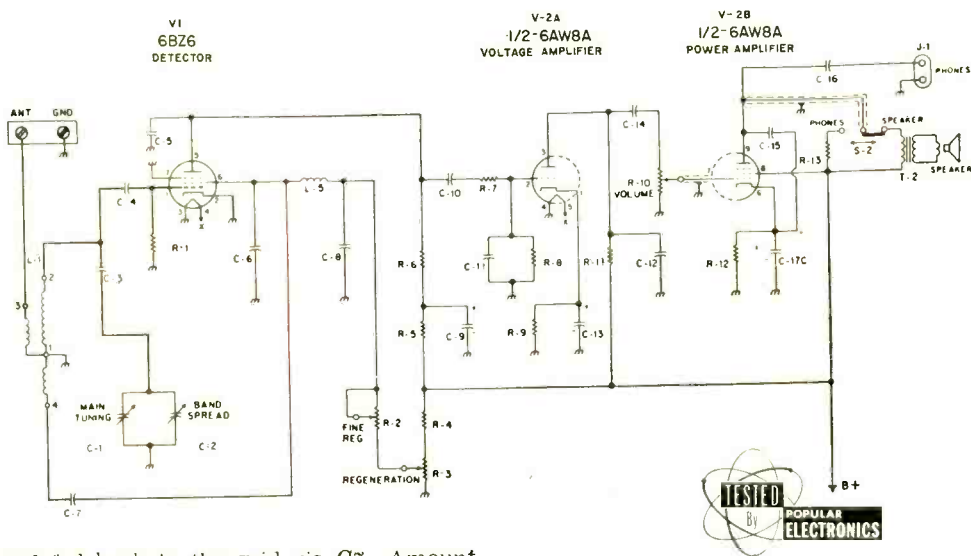 V1
6BZ6
DETECTOR
V-2A
1/2-6AW8A
VOLTAGE AMPLIFIER
V-2B
1/2-6AW8A
POWER AMPLIFIER
J-1
PHONES
C-16
ANT GND
C-5
C-14
PHONES
SPEAKER
C-15
S-2
R-13
T-2
SPEAKER
C-4
L-5
C-10
R-7
R-10
VOLUME
R-1
L-1
C-3
C-6
C-8
R-6
C-11
R-8
R-11
C-12
R-12
C-17C
R-5
C-9
R-9
C-13
MAIN
TUNING
BAND
SPREAD
C-1
C-2
FINE
REG
R-2
R-4
REGENERATION
R-3
C-7
B+
TESTED
By
POPULAR
ELECTRONICS
Amount